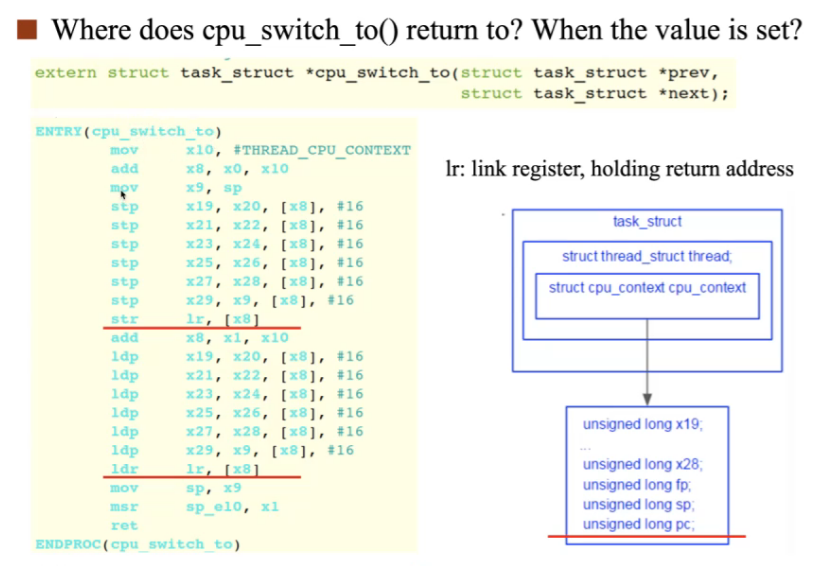 Where does cpu_switch_to() return to? When the value is set?
extern struct task_struct *cpu_switch_to(struct task_struct *prev,
struct task_struct *next);
ENTRY(cpu_switch_to)
mov x10, #THREAD_CPU_CONTEXT
add x8, x0, x10
mov x9, sp
stp x19, x20, [x8], #16
stp x21, x22, [x8], #16
stp x23, x24, [x8], #16
stp x25, x26, [x8], #16
stp x27, x28, [x8], #16
stp x29, x9, [x8], #16
str lr, [x8]
add x8, x1, x10
ldp x19, x20, [x8], #16
ldp x21, x22, [x8], #16
ldp x23, x24, [x8], #16
ldp x25, x26, [x8], #16
ldp x27, x28, [x8], #16
ldp x29, x9, [x8], #16
ldr lr, [x8]
mov sp, x9
msr sp_el0, x1
ret
ENDPROC(cpu_switch_to)
lr: link register, holding return address
task_struct
struct thread_struct thread;
struct cpu_context cpu_context
unsigned long x19;
...
unsigned long x28;
unsigned long fp;
unsigned long sp;
unsigned long pc;